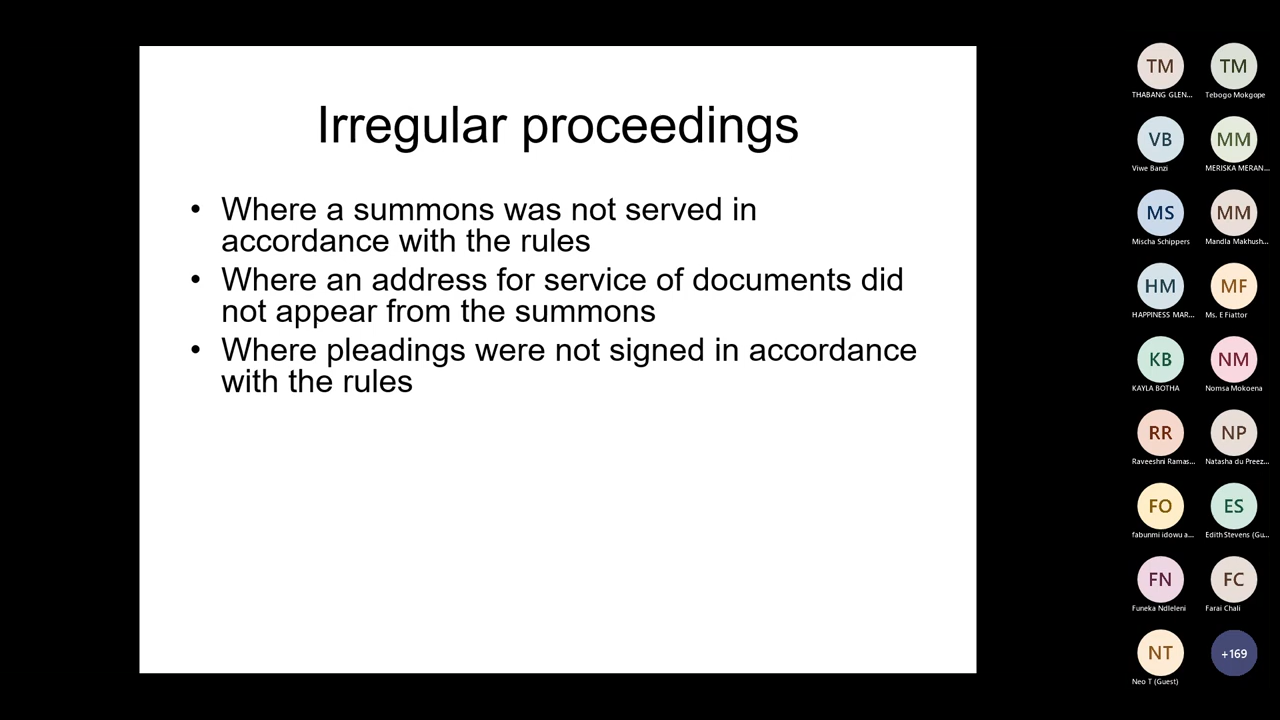 Irregular proceedings
• Where a summons was not served in
accordance with the rules
• Where an address for service of documents did
not appear from the summons
• Where pleadings were not signed in accordance
with the rules
TM
TM
THABANG GLEN...
Tebogo Mokgope
VB
MM
Viwe Banzi
MERISKA MERAN...
MS
MM
Mischa Schippers
Mandla Makhush...
HM
MF
HAPPINESS MAR...
Ms. E Fiattor
KB
NM
KAYLA BOTHA
Nomsa Mokoena
RR
NP
Raveeshni Ramas...
Natasha du Preez...
FO
ES
fabunmi idowu a...
Edith Stevens (Gu...
FN
FC
Funeka Ndleleni
Farai Chali
NT
+169
Neo T (Guest)